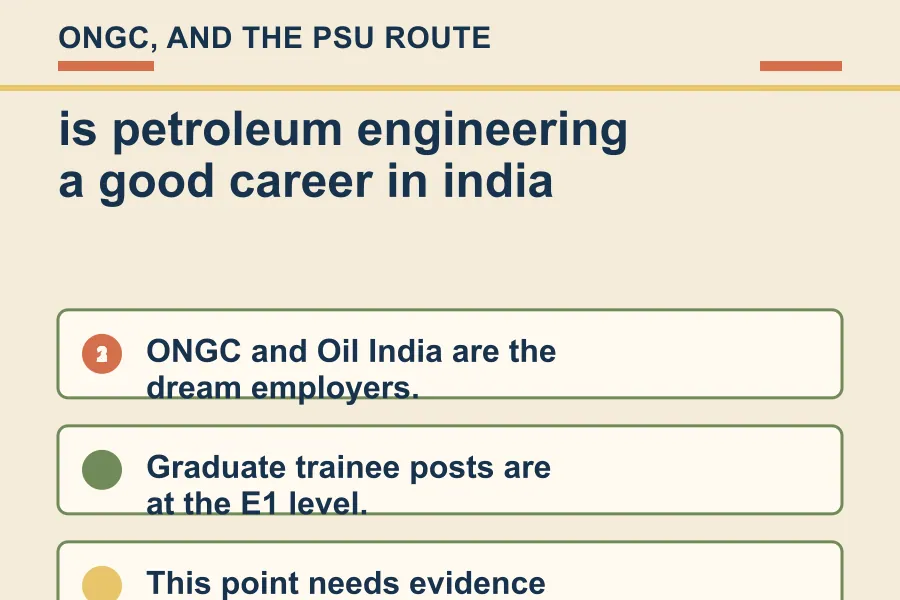 ONGC, AND THE PSU ROUTE
is petroleum engineering
a good career in india
ONGC and Oil India are the
dream employers.
Graduate trainee posts are
at the E1 level.
This point needs evidence